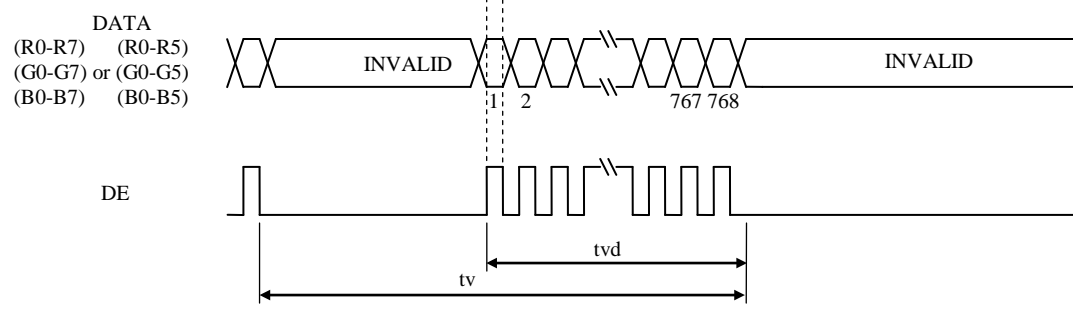 DATA
(R0-R7) (R0-R5)
(G0-G7) or (G0-G5)
(B0-B7) (B0-B5)
INVALID
INVALID
1 2 767 768
DE
tvd
tv